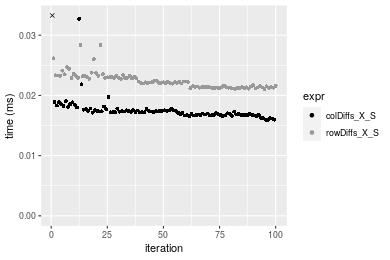 0.03
0.02
0.01
0.00
time (ms)
0
25
50
75
100
iteration
expr
colDiffs_X_S
rowDiffs_X_S